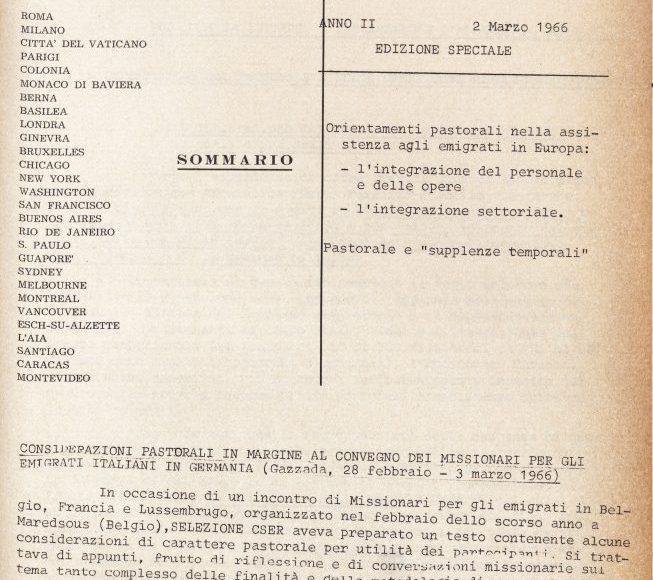 ROMA
MILANO
CITTA' DEL VATICANO
PARIGI
COLONIA
MONACO DI BAVIERA
BERNA
BASILEA
LONDRA
GINEVRA
BRUXELLES
CHICAGO
NEW YORK
WASHINGTON
SAN FRANCISCO
BUENOS AIRES
RIO DE JANEIRO
S. PAULO
GUAPORE'
SYDNEY
MELBOURNE
MONTREAL
VANCOUVER
ESCH-SU-ALZETTE
L'AIA
SANTIAGO
CARACAS
MONTEVIDEO
SOMMARIO
ANNO II 2 Marzo 1966
EDIZIONE SPECIALE
Orientamenti pastorali nella assi-
stenza agli emigrati in Europa:
- l'integrazione del personale
e delle opere
- l'integrazione settoriale.
Pastorale e "supplenze temporali"
CONSIDERAZIONI PASTORALI IN MARGINE AL CONVEGNO DEI MISSIONARI PER GLI
EMIGRATI ITALIANI IN GERMANIA (Gazzada, 28 febbraio - 3 marzo 1966)
In occasione di un incontro di Missionari per gli emigrati in Bel-
gio, Francia e Lussembrugo, organizzato nel febbraio dello scorso anno a
Maredsous (Belgio),SELEZIONE CSER aveva preparato un testo contenente alcune
considerazioni di carattere pastorale per utilità dei partecipanti. Si trat-
tava di appunti, frutto di riflessione e di conversazioni missionarie sul
tema tanto complesso delle finalità e